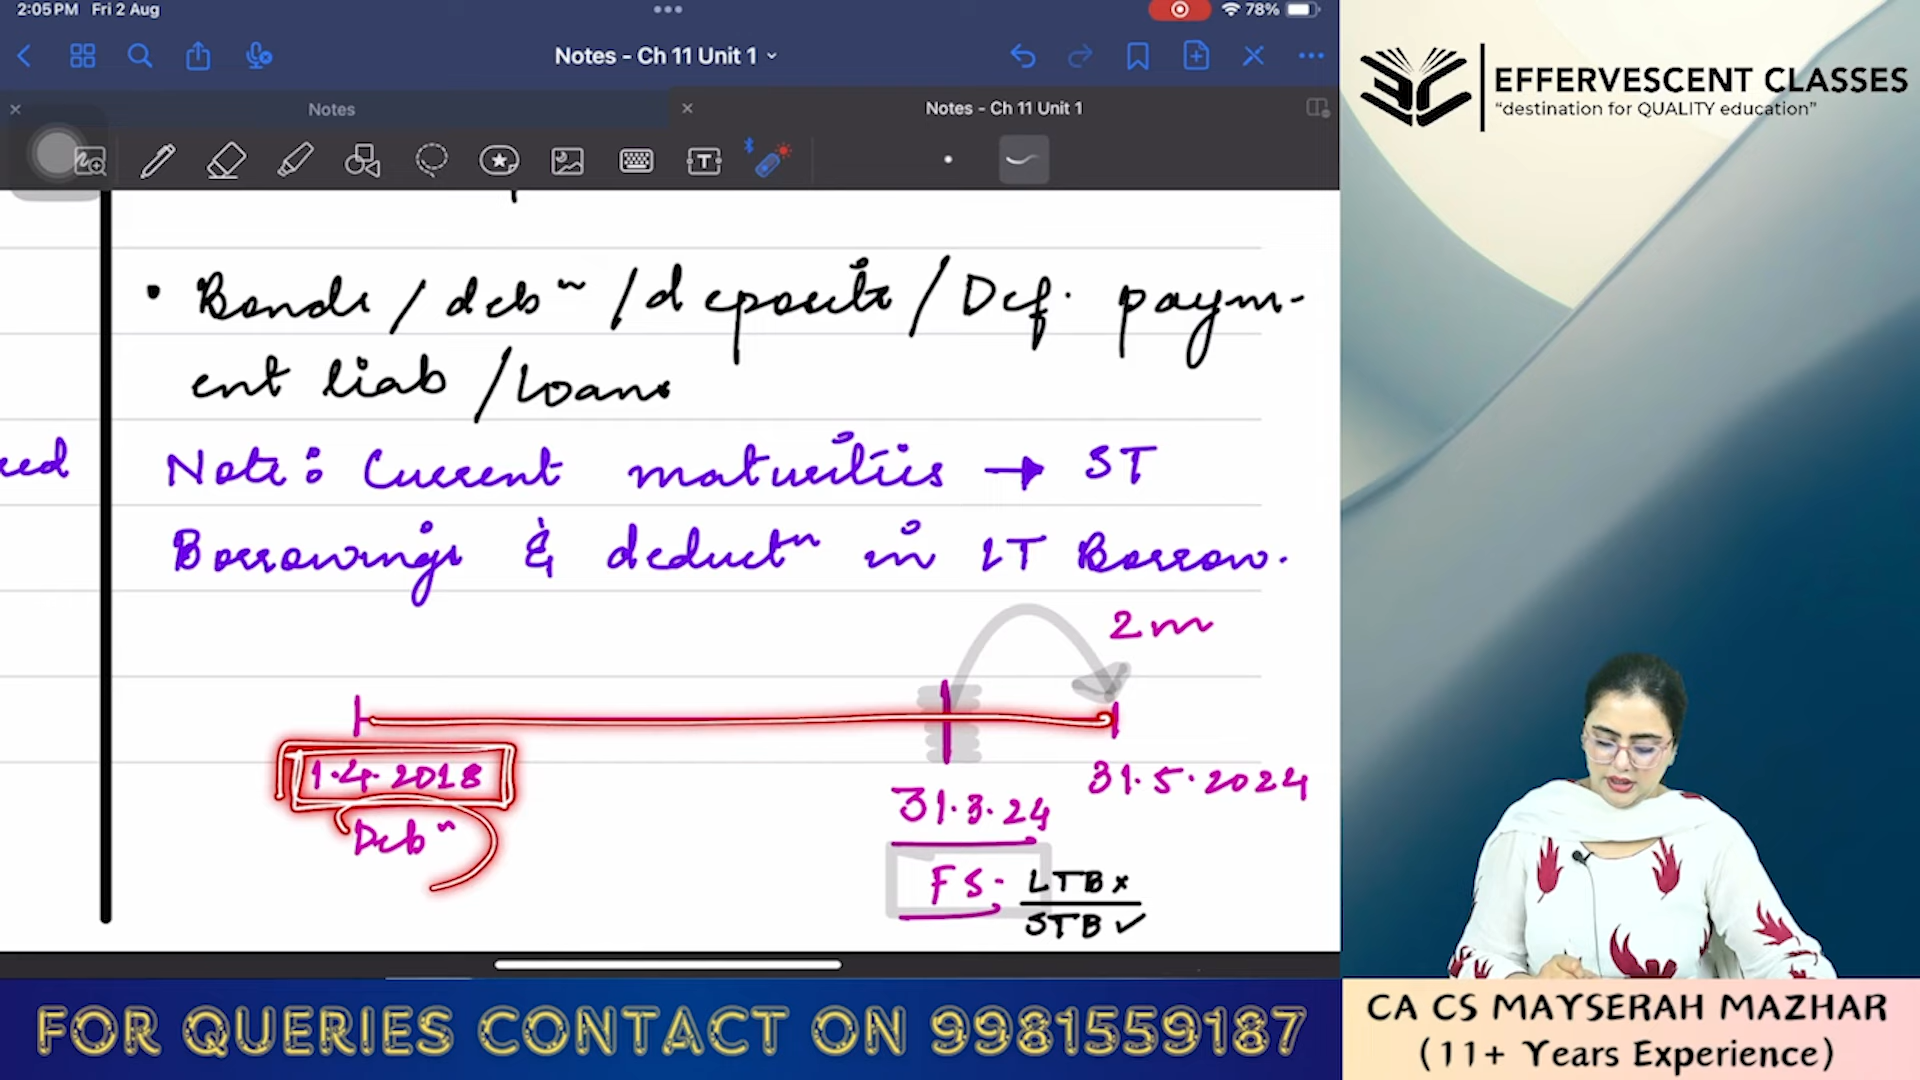 2:05 PM Fri 2 Aug
78%
Notes - Ch 11 Unit 1
Notes
Notes - Ch 11 Unit 1
EFFERVESCENT CLASSES
"destination for QUALITY education"
• Bonds / debⁿ / deposits / Def. paym-
ent liab / Loans
Note: Current maturities → ST
Borrowings & deductⁿ in LT Borrow.
2m
1.4.2018
Debⁿ
31.3.24
31.5.2024
FS.
LTB ×
STB ✓
FOR QUERIES CONTACT ON 9981559187
CA CS MAYSERAH MAZHAR
(11+ Years Experience)